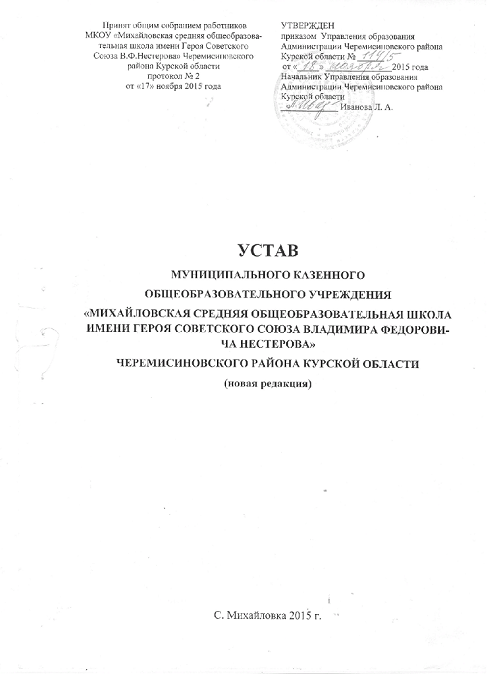 Принят общим собранием работников
МКОУ «Михайловская средняя общеобразова-
тельная школа имени Героя Советского
Союза В.Ф.Нестерова» Черемисиновского
района Курской области
протокол № 2
от «17» ноября 2015 года
УТВЕРЖДЕН
приказом Управления образования
Администрации Черемисиновского района
Курской области №
от «18» ноября 2015 года
Начальник Управления образования
Администрации Черемисиновского района
Курской области
Иванова Л. А.
УСТАВ
МУНИЦИПАЛЬНОГО КАЗЕННОГО
ОБЩЕОБРАЗОВАТЕЛЬНОГО УЧРЕЖДЕНИЯ
«МИХАЙЛОВСКАЯ СРЕДНЯЯ ОБЩЕОБРАЗОВАТЕЛЬНАЯ ШКОЛА
ИМЕНИ ГЕРОЯ СОВЕТСКОГО СОЮЗА ВЛАДИМИРА ФЕДОРОВИ-
ЧА НЕСТЕРОВА»
ЧЕРЕМИСИНОВСКОГО РАЙОНА КУРСКОЙ ОБЛАСТИ
(новая редакция)
С. Михайловка 2015 г.